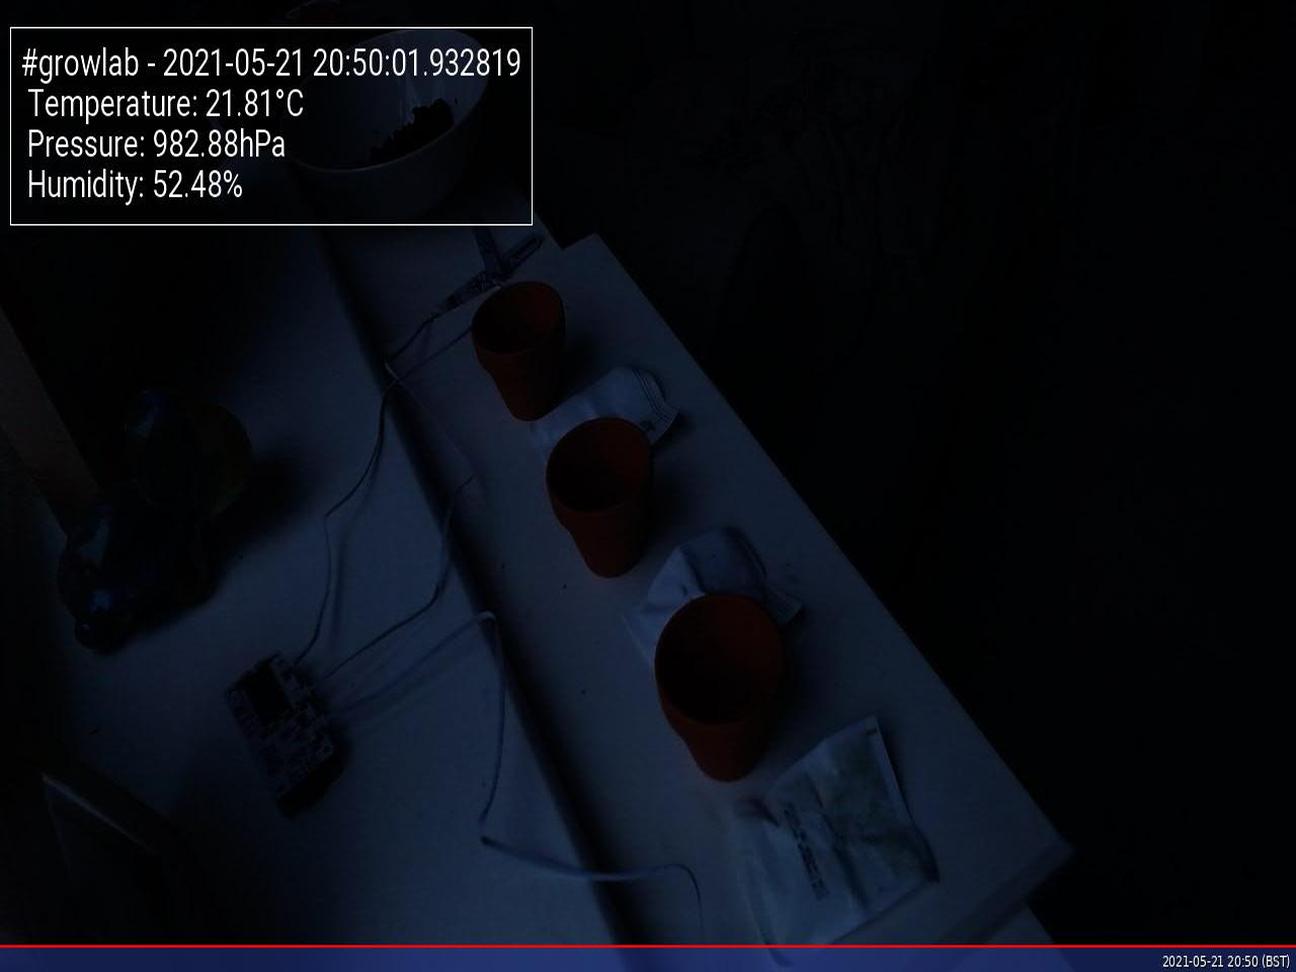 #growlab - 2021-05-21 20:50:01.932819
Temperature: 21.81°C
Pressure: 982.88hPa
Humidity: 52.48%
2021-05-21 20:50 (BST)